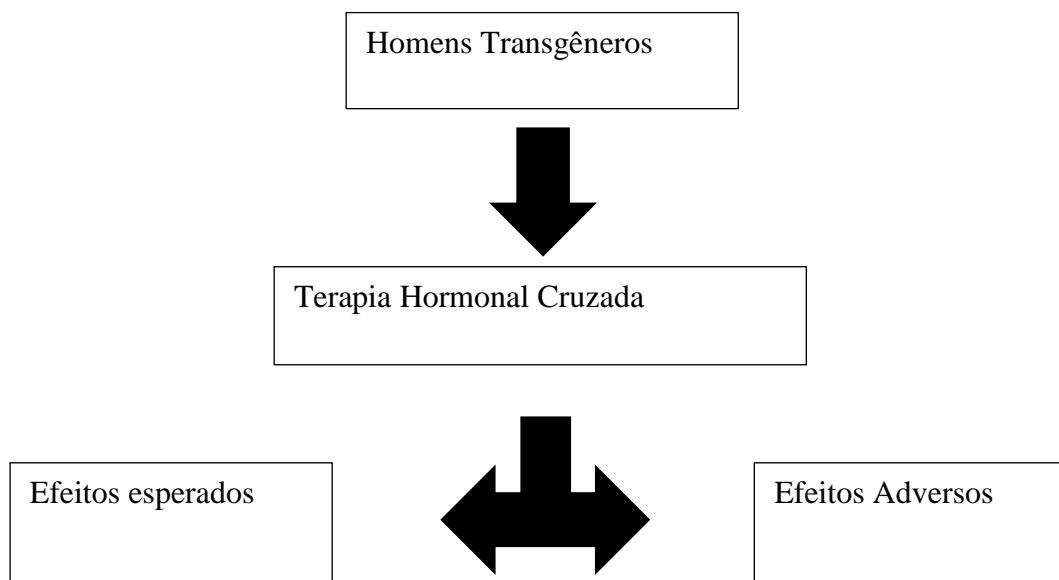 Homens Transgêneros
Terapia Hormonal Cruzada
Efeitos esperados
Efeitos Adversos